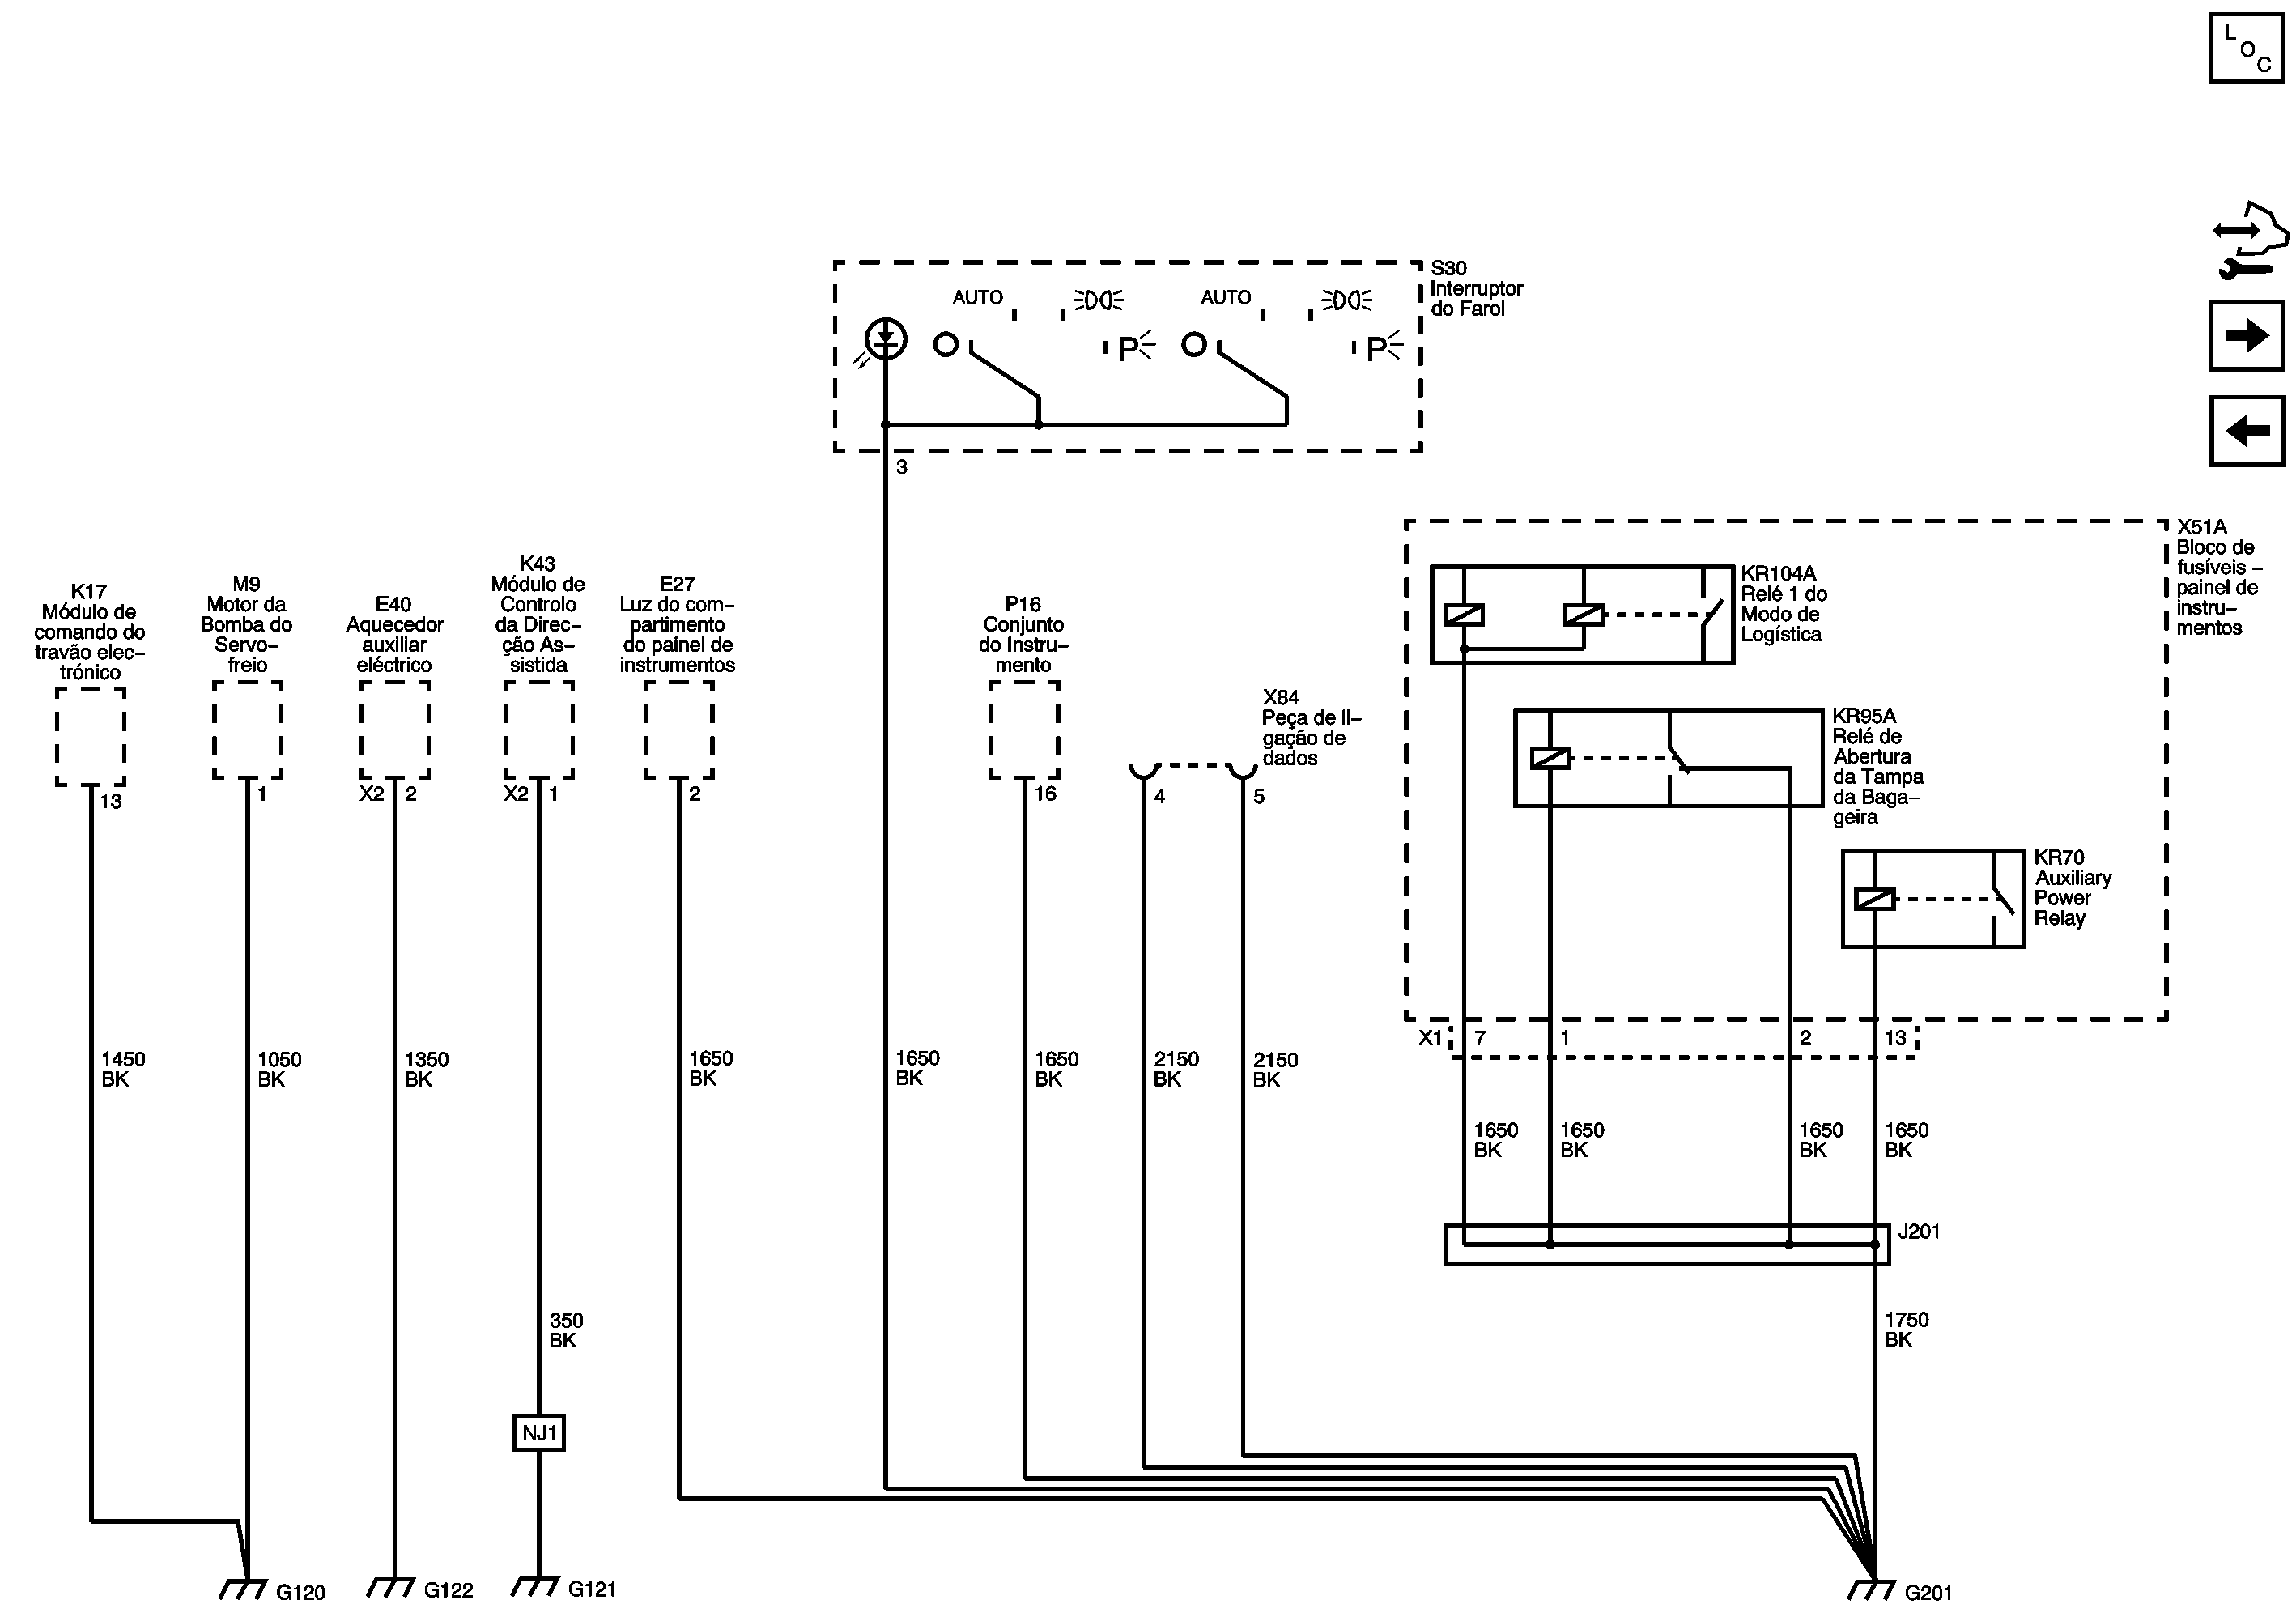 L
O
C
S30
Interruptor
do Farol
AUTO
AUTO
P
P
3
K17
Módulo de
comando do
travão elec–
trónico
13
M9
Motor da
Bomba do
Servo–
freio
1
E40
Aquecedor
auxiliar
eléctrico
X2 2
K43
Módulo de
Controlo
da Direc–
ção As–
sistida
X2 1
E27
Luz do com–
partimento
do painel de
instrumentos
2
P16
Conjunto
do Instru–
mento
16
X84
Peça de li–
gação de
dados
4
5
X51A
Bloco de
fusíveis –
painel de
instru–
mentos
KR104A
Relé 1 do
Modo de
Logística
KR95A
Relé de
Abertura
da Tampa
da Baga–
geira
KR70
Auxiliary
Power
Relay
X1 7 1 2 13
1450
BK
1050
BK
1350
BK
1650
BK
1650
BK
1650
BK
2150
BK
2150
BK
1650
BK
1650
BK
1650
BK
1650
BK
J201
350
BK
1750
BK
NJ1
G120
G122
G121
G201